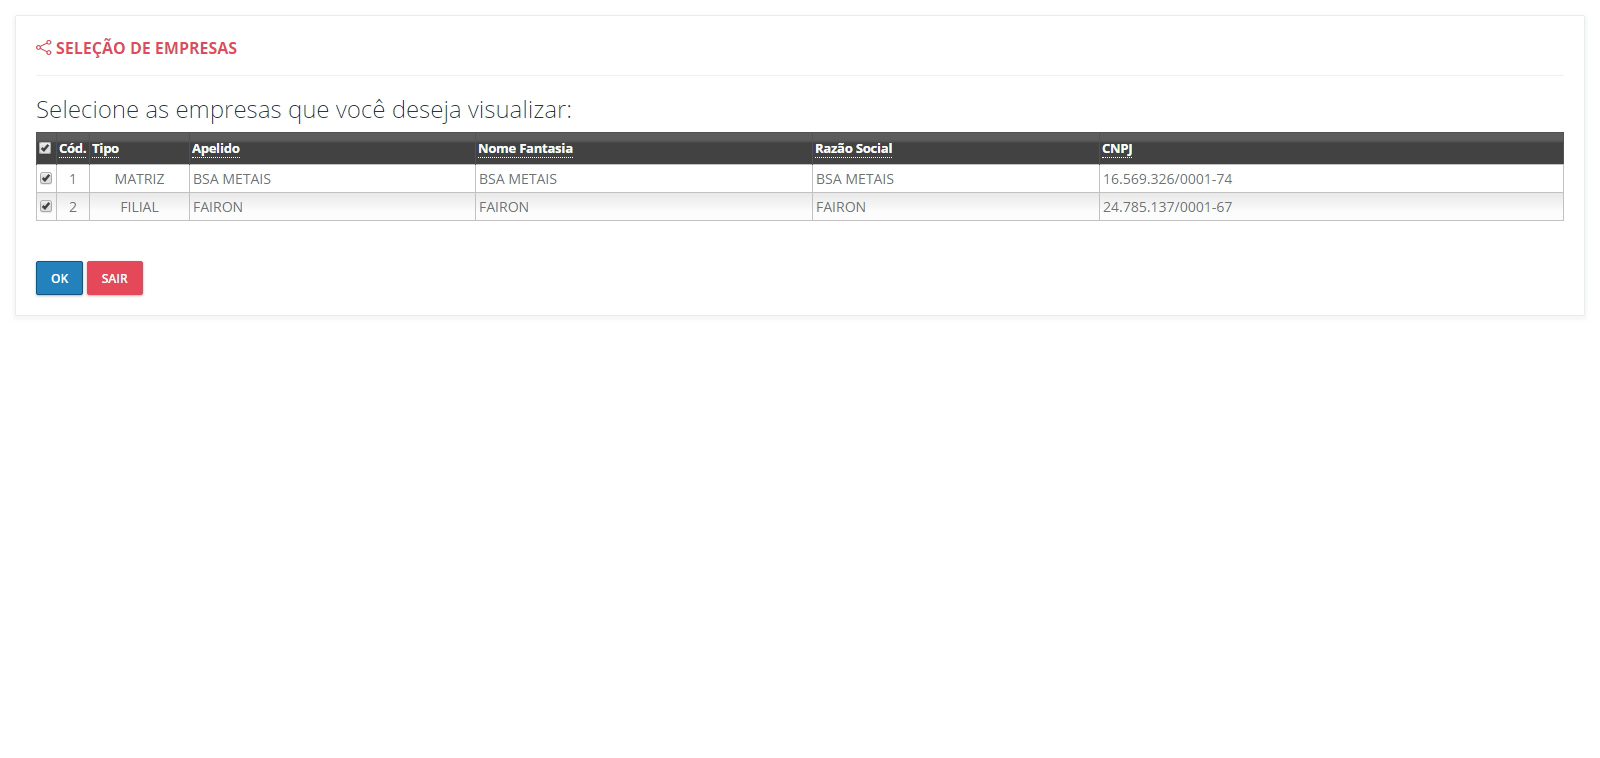 SELEÇÃO DE EMPRESAS
Selecione as empresas que você deseja visualizar:
Cód. Tipo Apelido Nome Fantasia Razão Social CNPJ
1 MATRIZ BSA METAIS BSA METAIS BSA METAIS 16.569.326/0001-74
2 FILIAL FAIRON FAIRON FAIRON 24.785.137/0001-67
OK SAIR